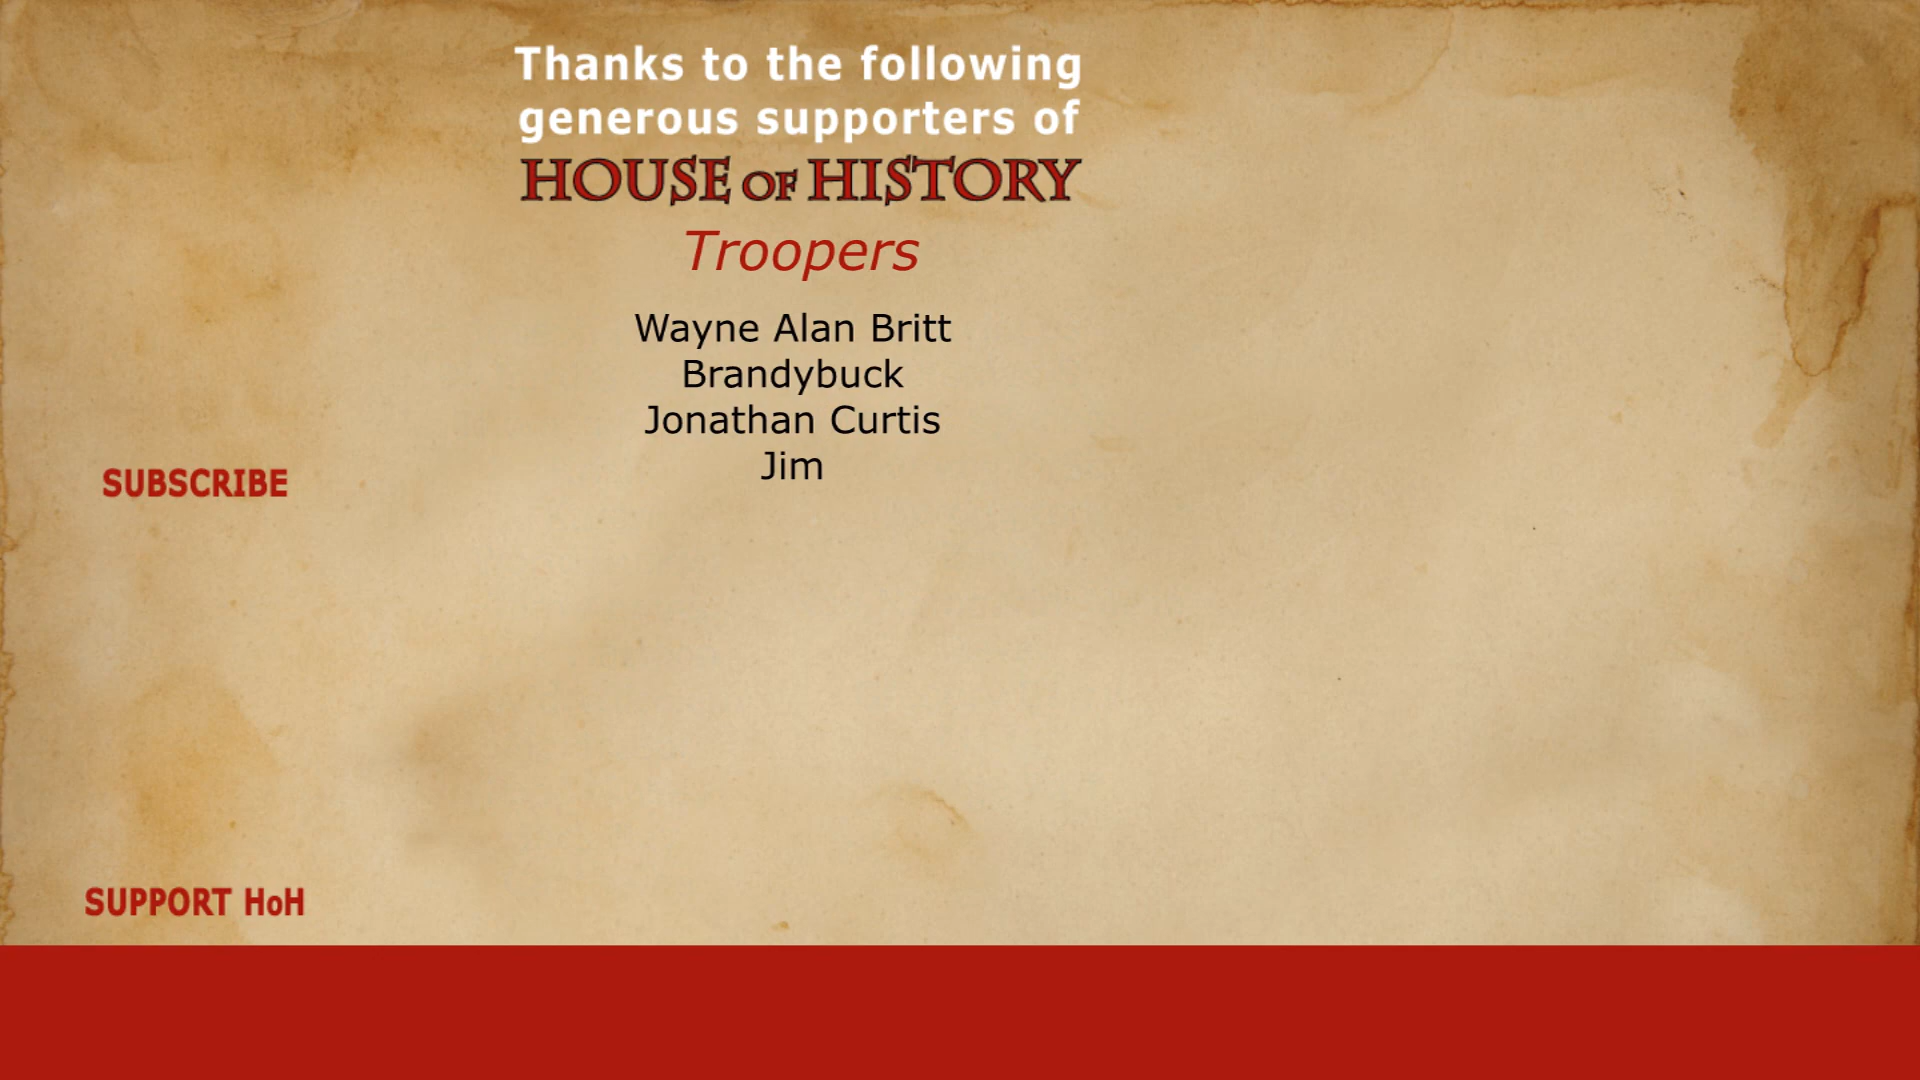 Thanks to the following
generous supporters of
HOUSE OF HISTORY
Troopers
Wayne Alan Britt
Brandybuck
Jonathan Curtis
Jim
SUBSCRIBE
SUPPORT HoH